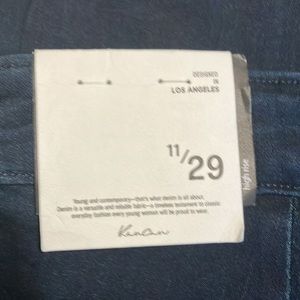 DESIGNED
IN
LOS ANGELES
11/29
high rise
Young and contemporary—that's what denim is all about.
Denim is a versatile and reliable fabric—a timeless testament to classic
everyday fashion every young woman will be proud to wear.
KanCan